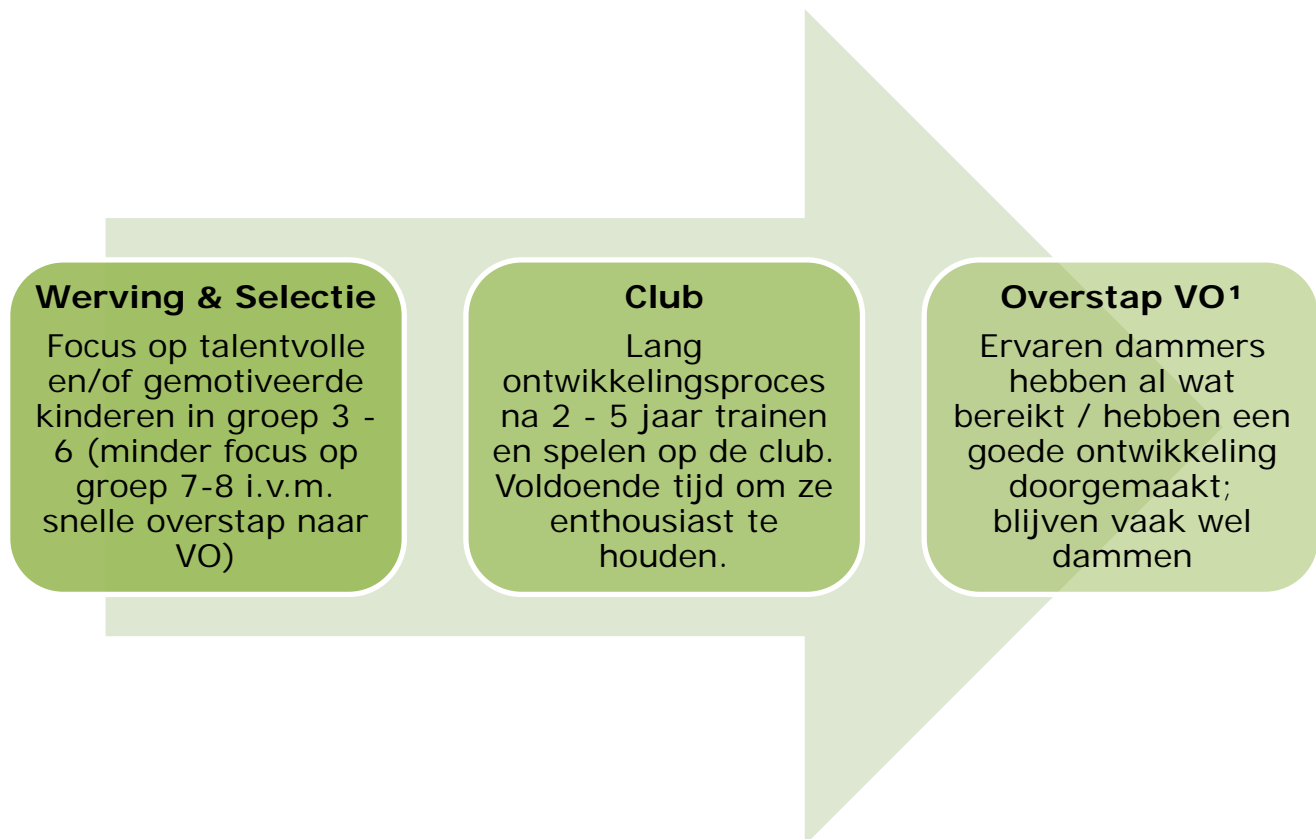 Werving & Selectie
Focus op talentvolle
en/of gemotiveerde
kinderen in groep 3 -
6 (minder focus op
groep 7-8 i.v.m.
snelle overstap naar
VO)
Club
Lang
ontwikkelingsproces
na 2 - 5 jaar trainen
en spelen op de club.
Voldoende tijd om ze
enthousiast te
houden.
Overstap VO¹
Ervaren dammers
hebben al wat
bereikt / hebben een
goede ontwikkeling
doorgemaakt;
blijven vaak wel
dammen